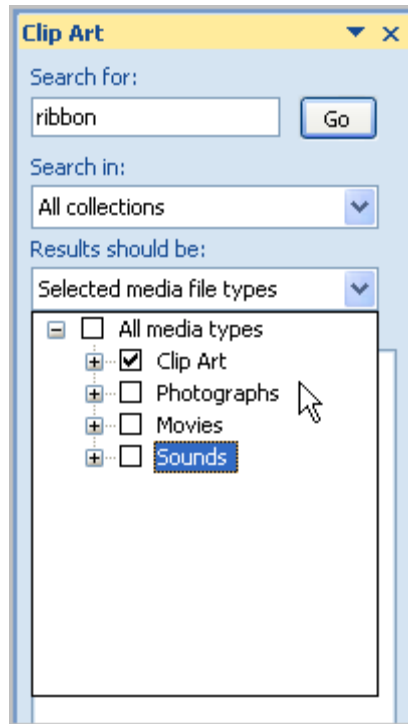 Clip Art
Search for:
ribbon
Go
Search in:
All collections
Results should be:
Selected media file types
All media types
Clip Art
Photographs
Movies
Sounds